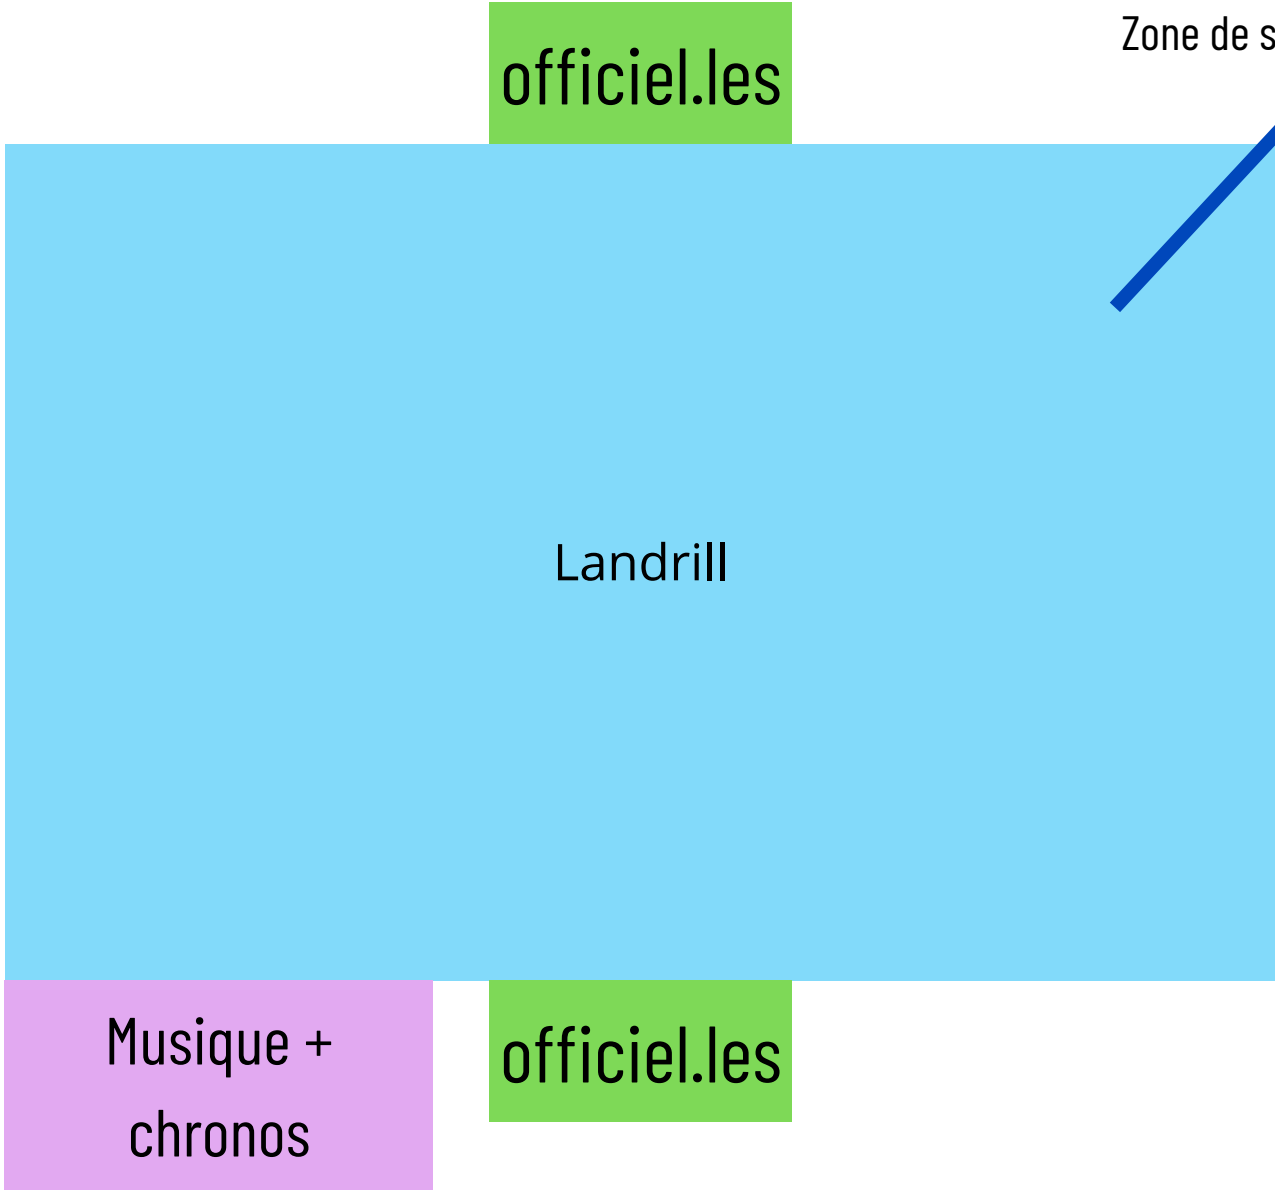 officiel.les
Zone de s
Landrill
officiel.les
Musique +
chronos